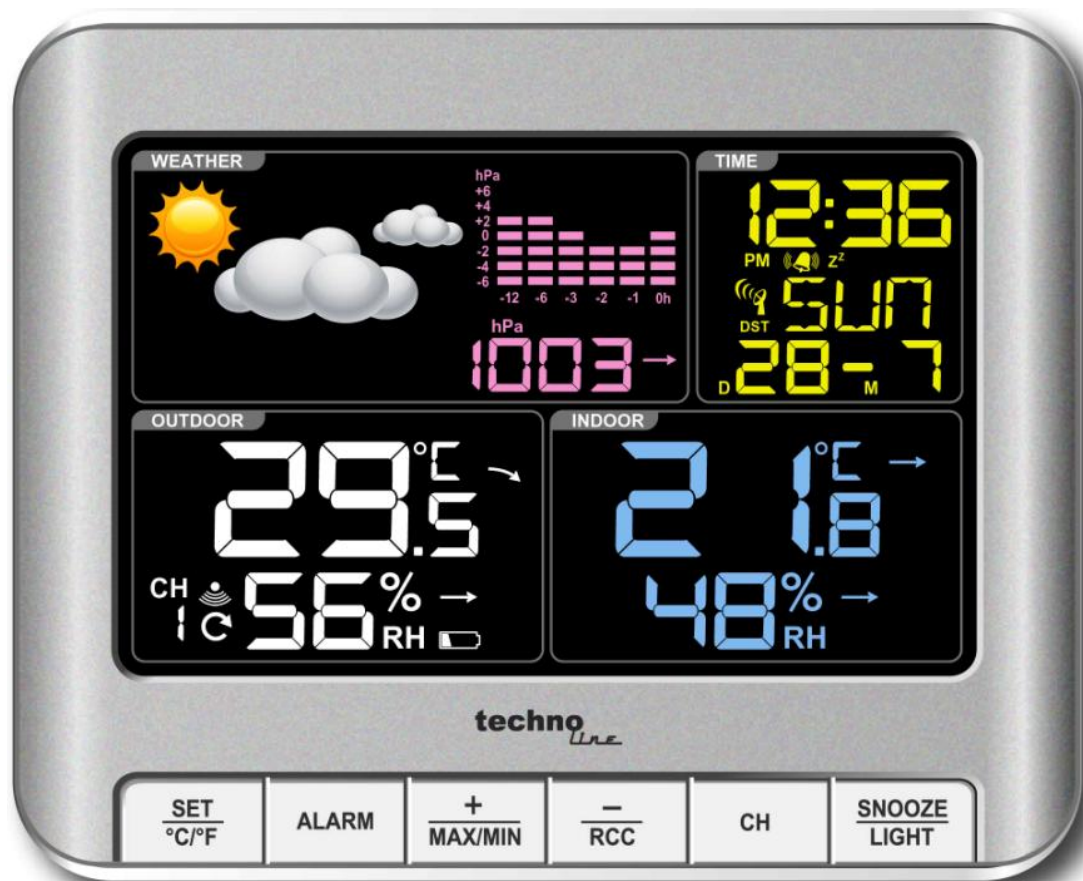 WEATHER
hPa
+6
+4
+2
0
-2
-4
-6
-12 -6 -3 -2 -1 0h
hPa
1003
TIME
12:36
PM Zz
SUN
DST
D 28 - M 7
OUTDOOR
29.5 °C
CH 1
56 % RH
INDOOR
21.8 °C
48 % RH
techno line
SET ALARM + − CH SNOOZE
°C/°F MAX/MIN RCC LIGHT